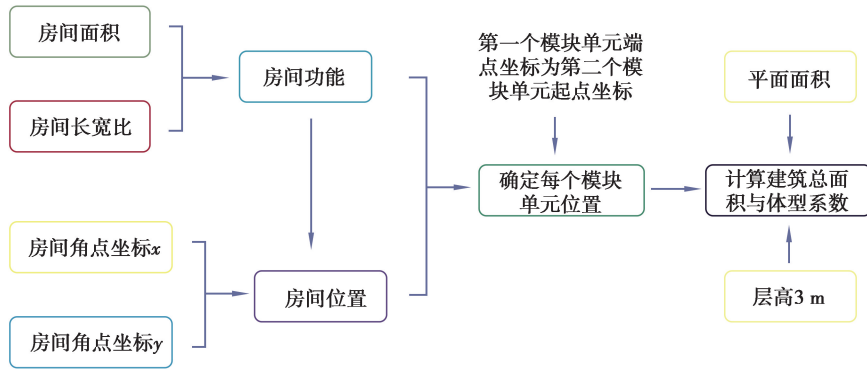 房间面积
房间长宽比
房间功能
房间角点坐标x
房间角点坐标y
房间位置
第一个模块单元端
点坐标为第二个模
块单元起点坐标
确定每个模块
单元位置
平面面积
计算建筑总面
积与体型系数
层高3 m